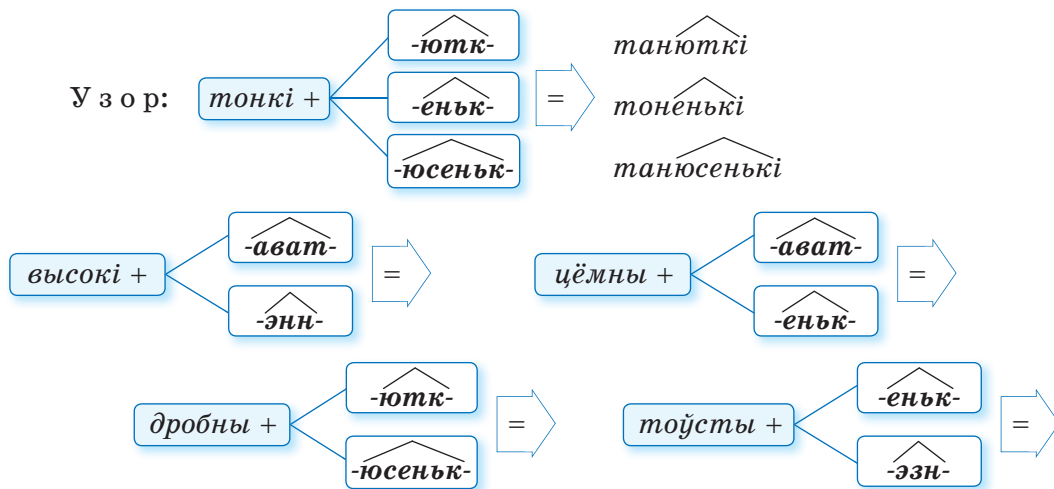 У з о р: тонкі + -ютк- = танюткі
-еньк- тоненькі
-юсеньк- танюсенькі
высокі + -ават- =
-энн-
цёмны + -ават- =
-еньк-
дробны + -ютк- =
-юсеньк-
тоўсты + -еньк- =
-эзн-